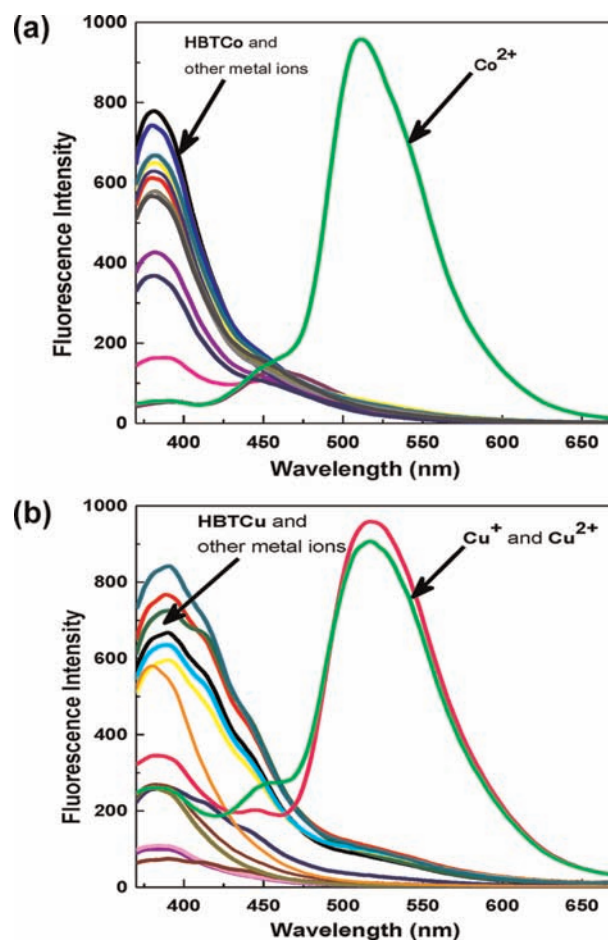 (a)
1000
800
600
400
200
0
Fluorescence Intensity
HBTCo and
other metal ions
Co2+
400 450 500 550 600 650
Wavelength (nm)
(b)
1000
800
600
400
200
0
Fluorescence Intensity
HBTCu and
other metal ions
Cu+ and Cu2+
400 450 500 550 600 650
Wavelength (nm)